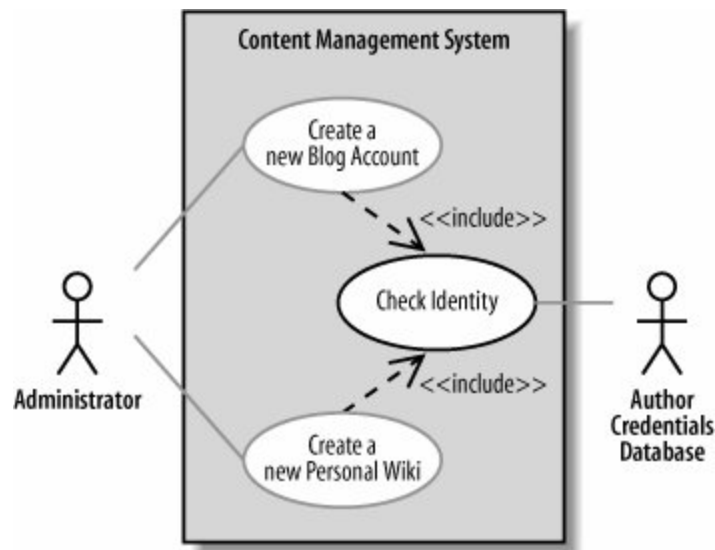 Content Management System
Create a
new Blog Account
<<include>>
Check Identity
<<include>>
Administrator
Author
Credentials
Database
Create a
new Personal Wiki